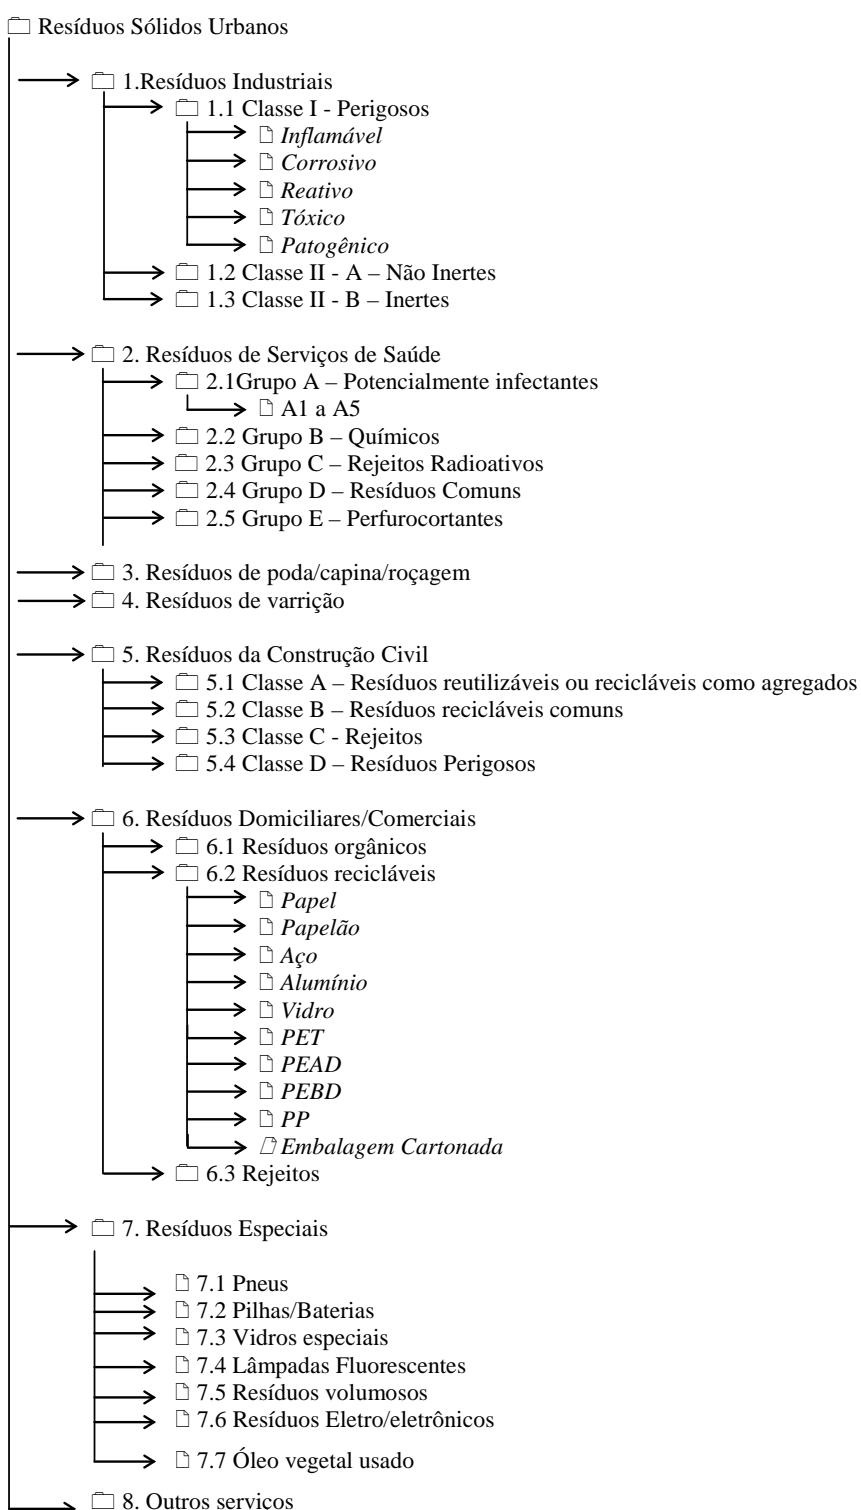 Resíduos Sólidos Urbanos
1.Resíduos Industriais
1.1 Classe I - Perigosos
Inflamável
Corrosivo
Reativo
Tóxico
Patogênico
1.2 Classe II - A – Não Inertes
1.3 Classe II - B – Inertes
2. Resíduos de Serviços de Saúde
2.1Grupo A – Potencialmente infectantes
A1 a A5
2.2 Grupo B – Químicos
2.3 Grupo C – Rejeitos Radioativos
2.4 Grupo D – Resíduos Comuns
2.5 Grupo E – Perfurocortantes
3. Resíduos de poda/capina/roçagem
4. Resíduos de varrição
5. Resíduos da Construção Civil
5.1 Classe A – Resíduos reutilizáveis ou recicláveis como agregados
5.2 Classe B – Resíduos recicláveis comuns
5.3 Classe C - Rejeitos
5.4 Classe D – Resíduos Perigosos
6. Resíduos Domiciliares/Comerciais
6.1 Resíduos orgânicos
6.2 Resíduos recicláveis
Papel
Papelão
Aço
Alumínio
Vidro
PET
PEAD
PEBD
PP
Embalagem Cartonada
6.3 Rejeitos
7. Resíduos Especiais
7.1 Pneus
7.2 Pilhas/Baterias
7.3 Vidros especiais
7.4 Lâmpadas Fluorescentes
7.5 Resíduos volumosos
7.6 Resíduos Eletro/eletrônicos
7.7 Óleo vegetal usado
8. Outros serviços